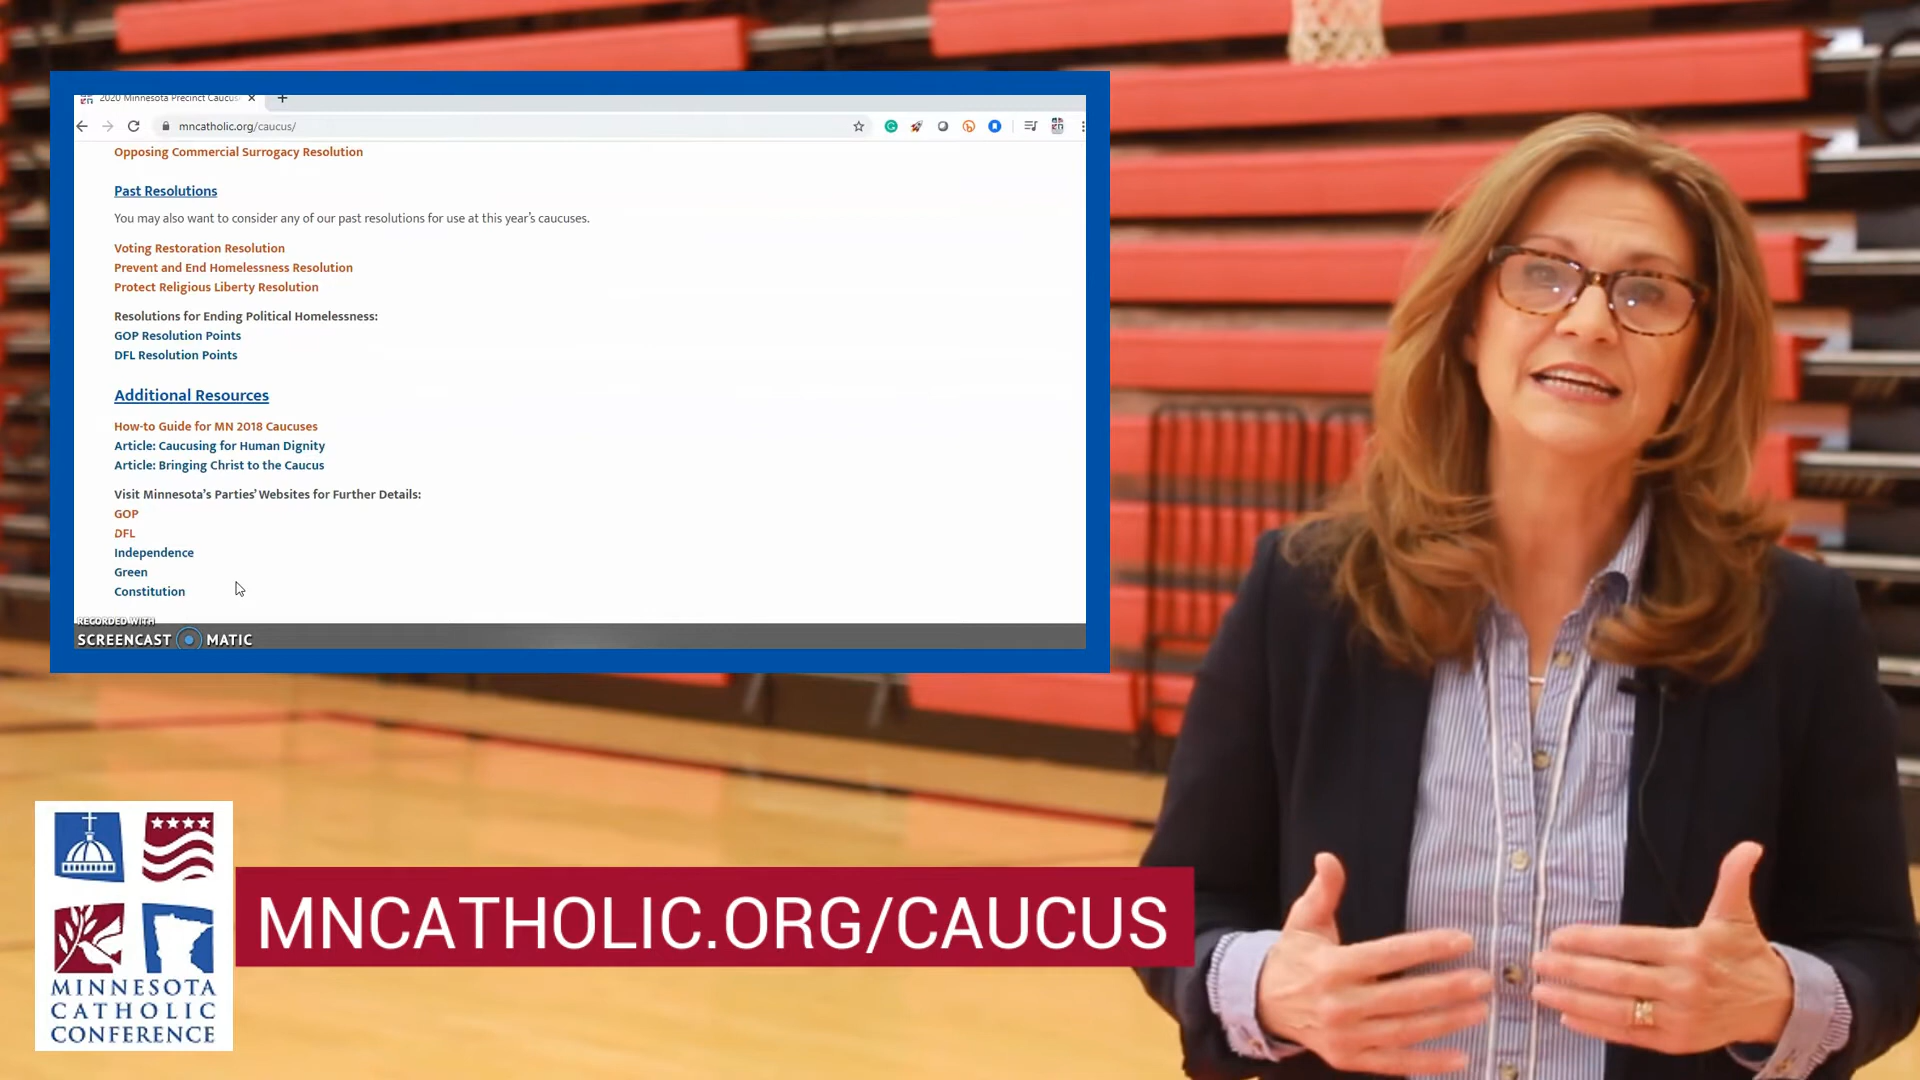 2020 Minnesota Precinct Caucus
mncatholic.org/caucus/
Opposing Commercial Surrogacy Resolution
Past Resolutions
You may also want to consider any of our past resolutions for use at this year's caucuses.
Voting Restoration Resolution
Prevent and End Homelessness Resolution
Protect Religious Liberty Resolution
Resolutions for Ending Political Homelessness:
GOP Resolution Points
DFL Resolution Points
Additional Resources
How-to Guide for MN 2018 Caucuses
Article: Caucusing for Human Dignity
Article: Bringing Christ to the Caucus
Visit Minnesota's Parties' Websites for Further Details:
GOP
DFL
Independence
Green
Constitution
RECORDED WITH
SCREENCAST MATIC
MNCATHOLIC.ORG/CAUCUS
MINNESOTA
CATHOLIC
CONFERENCE